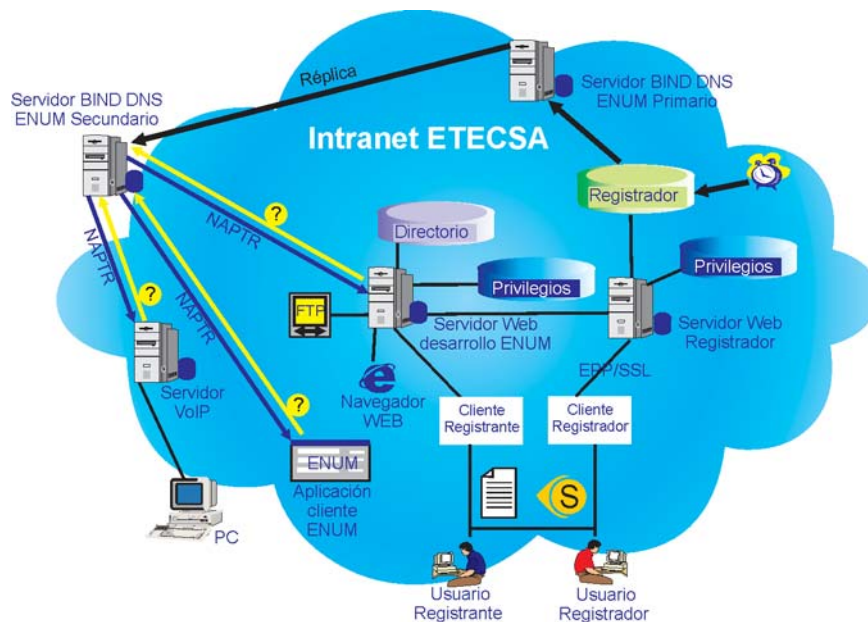 Réplica
Servidor BIND DNS
ENUM Primario
Servidor BIND DNS
ENUM Secundario
Intranet ETECSA
Registrador
?
NAPTR
Directorio
NAPTR
NAPTR
?
Privilegios
Privilegios
FTP
Servidor Web
desarrollo ENUM
Servidor Web
Registrador
Servidor
VoIP
EPP/SSL
Navegador
WEB
?
Cliente
Registrante
Cliente
Registrador
ENUM
Aplicación
cliente
ENUM
S
PC
Usuario
Registrante
Usuario
Registrador